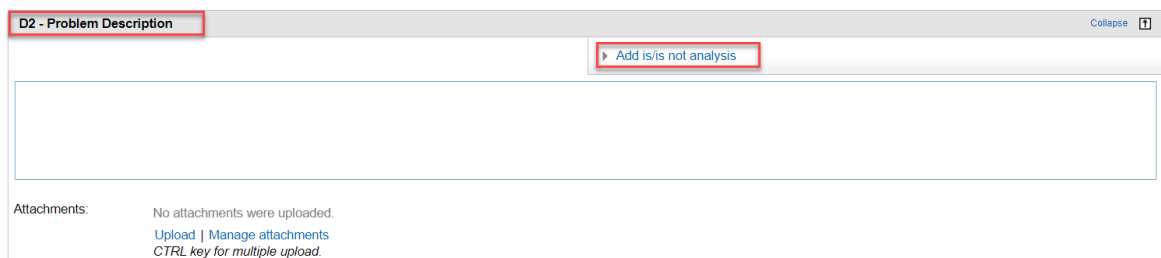 D2 - Problem Description
Collapse
Add is/is not analysis
Attachments:
No attachments were uploaded.
Upload | Manage attachments
CTRL key for multiple upload.